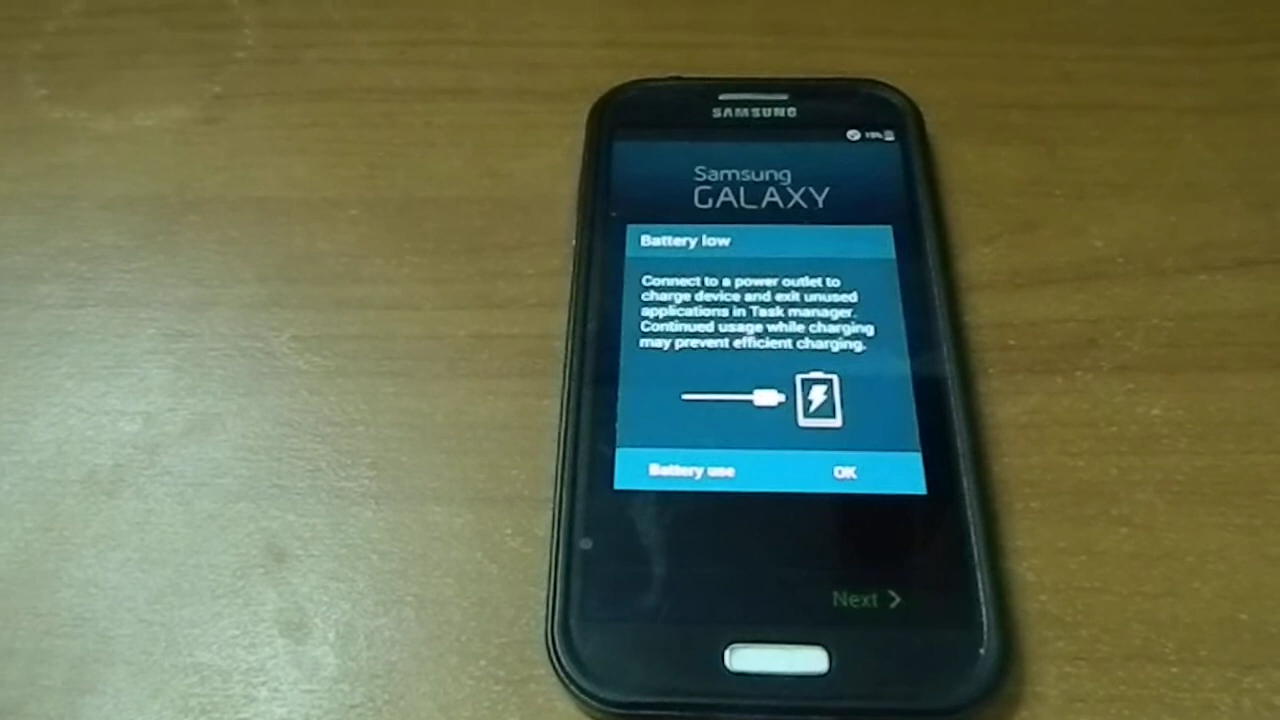 SAMSUNG
15%
Samsung
GALAXY
Battery low
Connect to a power outlet to
charge device and exit unused
applications in Task manager.
Continued usage while charging
may prevent efficient charging.
Battery use
OK
Next